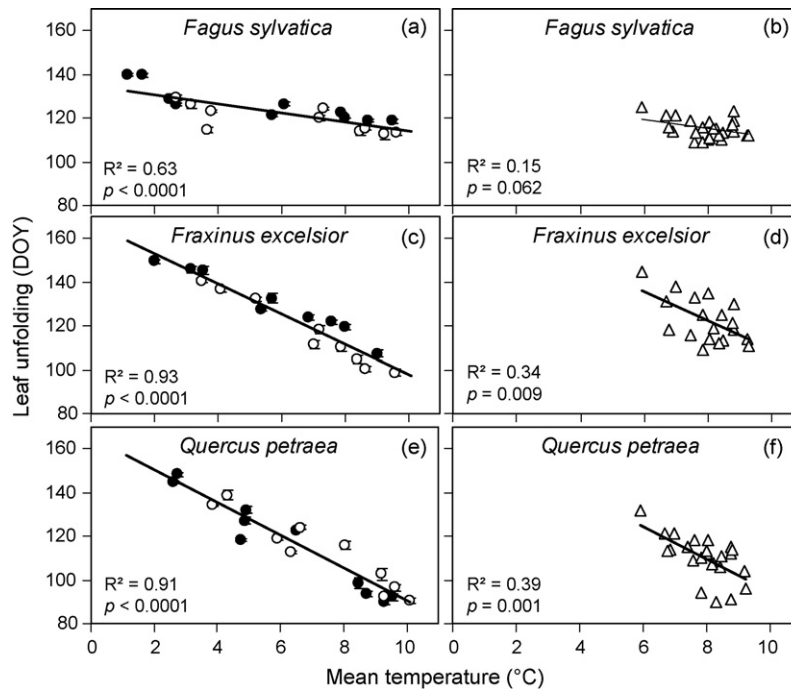 Fagus sylvatica (a)
Fagus sylvatica (b)
160
140
120
100
80
R² = 0.63
p < 0.0001
R² = 0.15
p = 0.062
Fraxinus excelsior (c)
Fraxinus excelsior (d)
160
140
120
100
80
R² = 0.93
p < 0.0001
R² = 0.34
p = 0.009
Quercus petraea (e)
Quercus petraea (f)
160
140
120
100
80
R² = 0.91
p < 0.0001
R² = 0.39
p = 0.001
Leaf unfolding (DOY)
0 2 4 6 8 10
0 2 4 6 8 10
Mean temperature (°C)